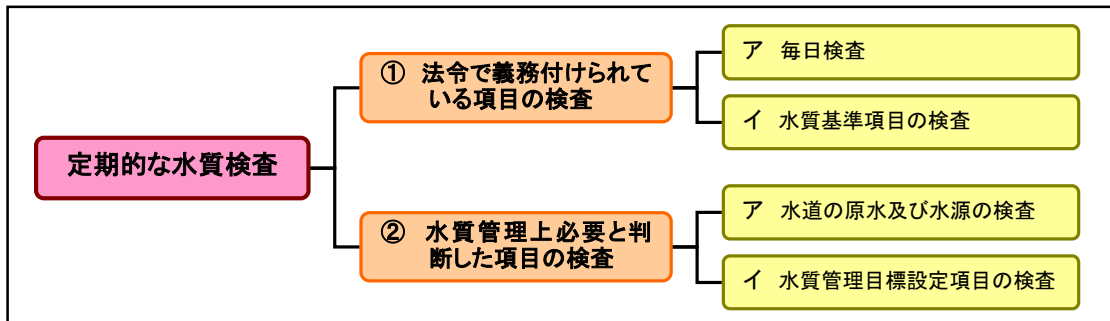 定期的な水質検査
① 法令で義務付けられて
いる項目の検査
ア 毎日検査
イ 水質基準項目の検査
② 水質管理上必要と判
断した項目の検査
ア 水道の原水及び水源の検査
イ 水質管理目標設定項目の検査